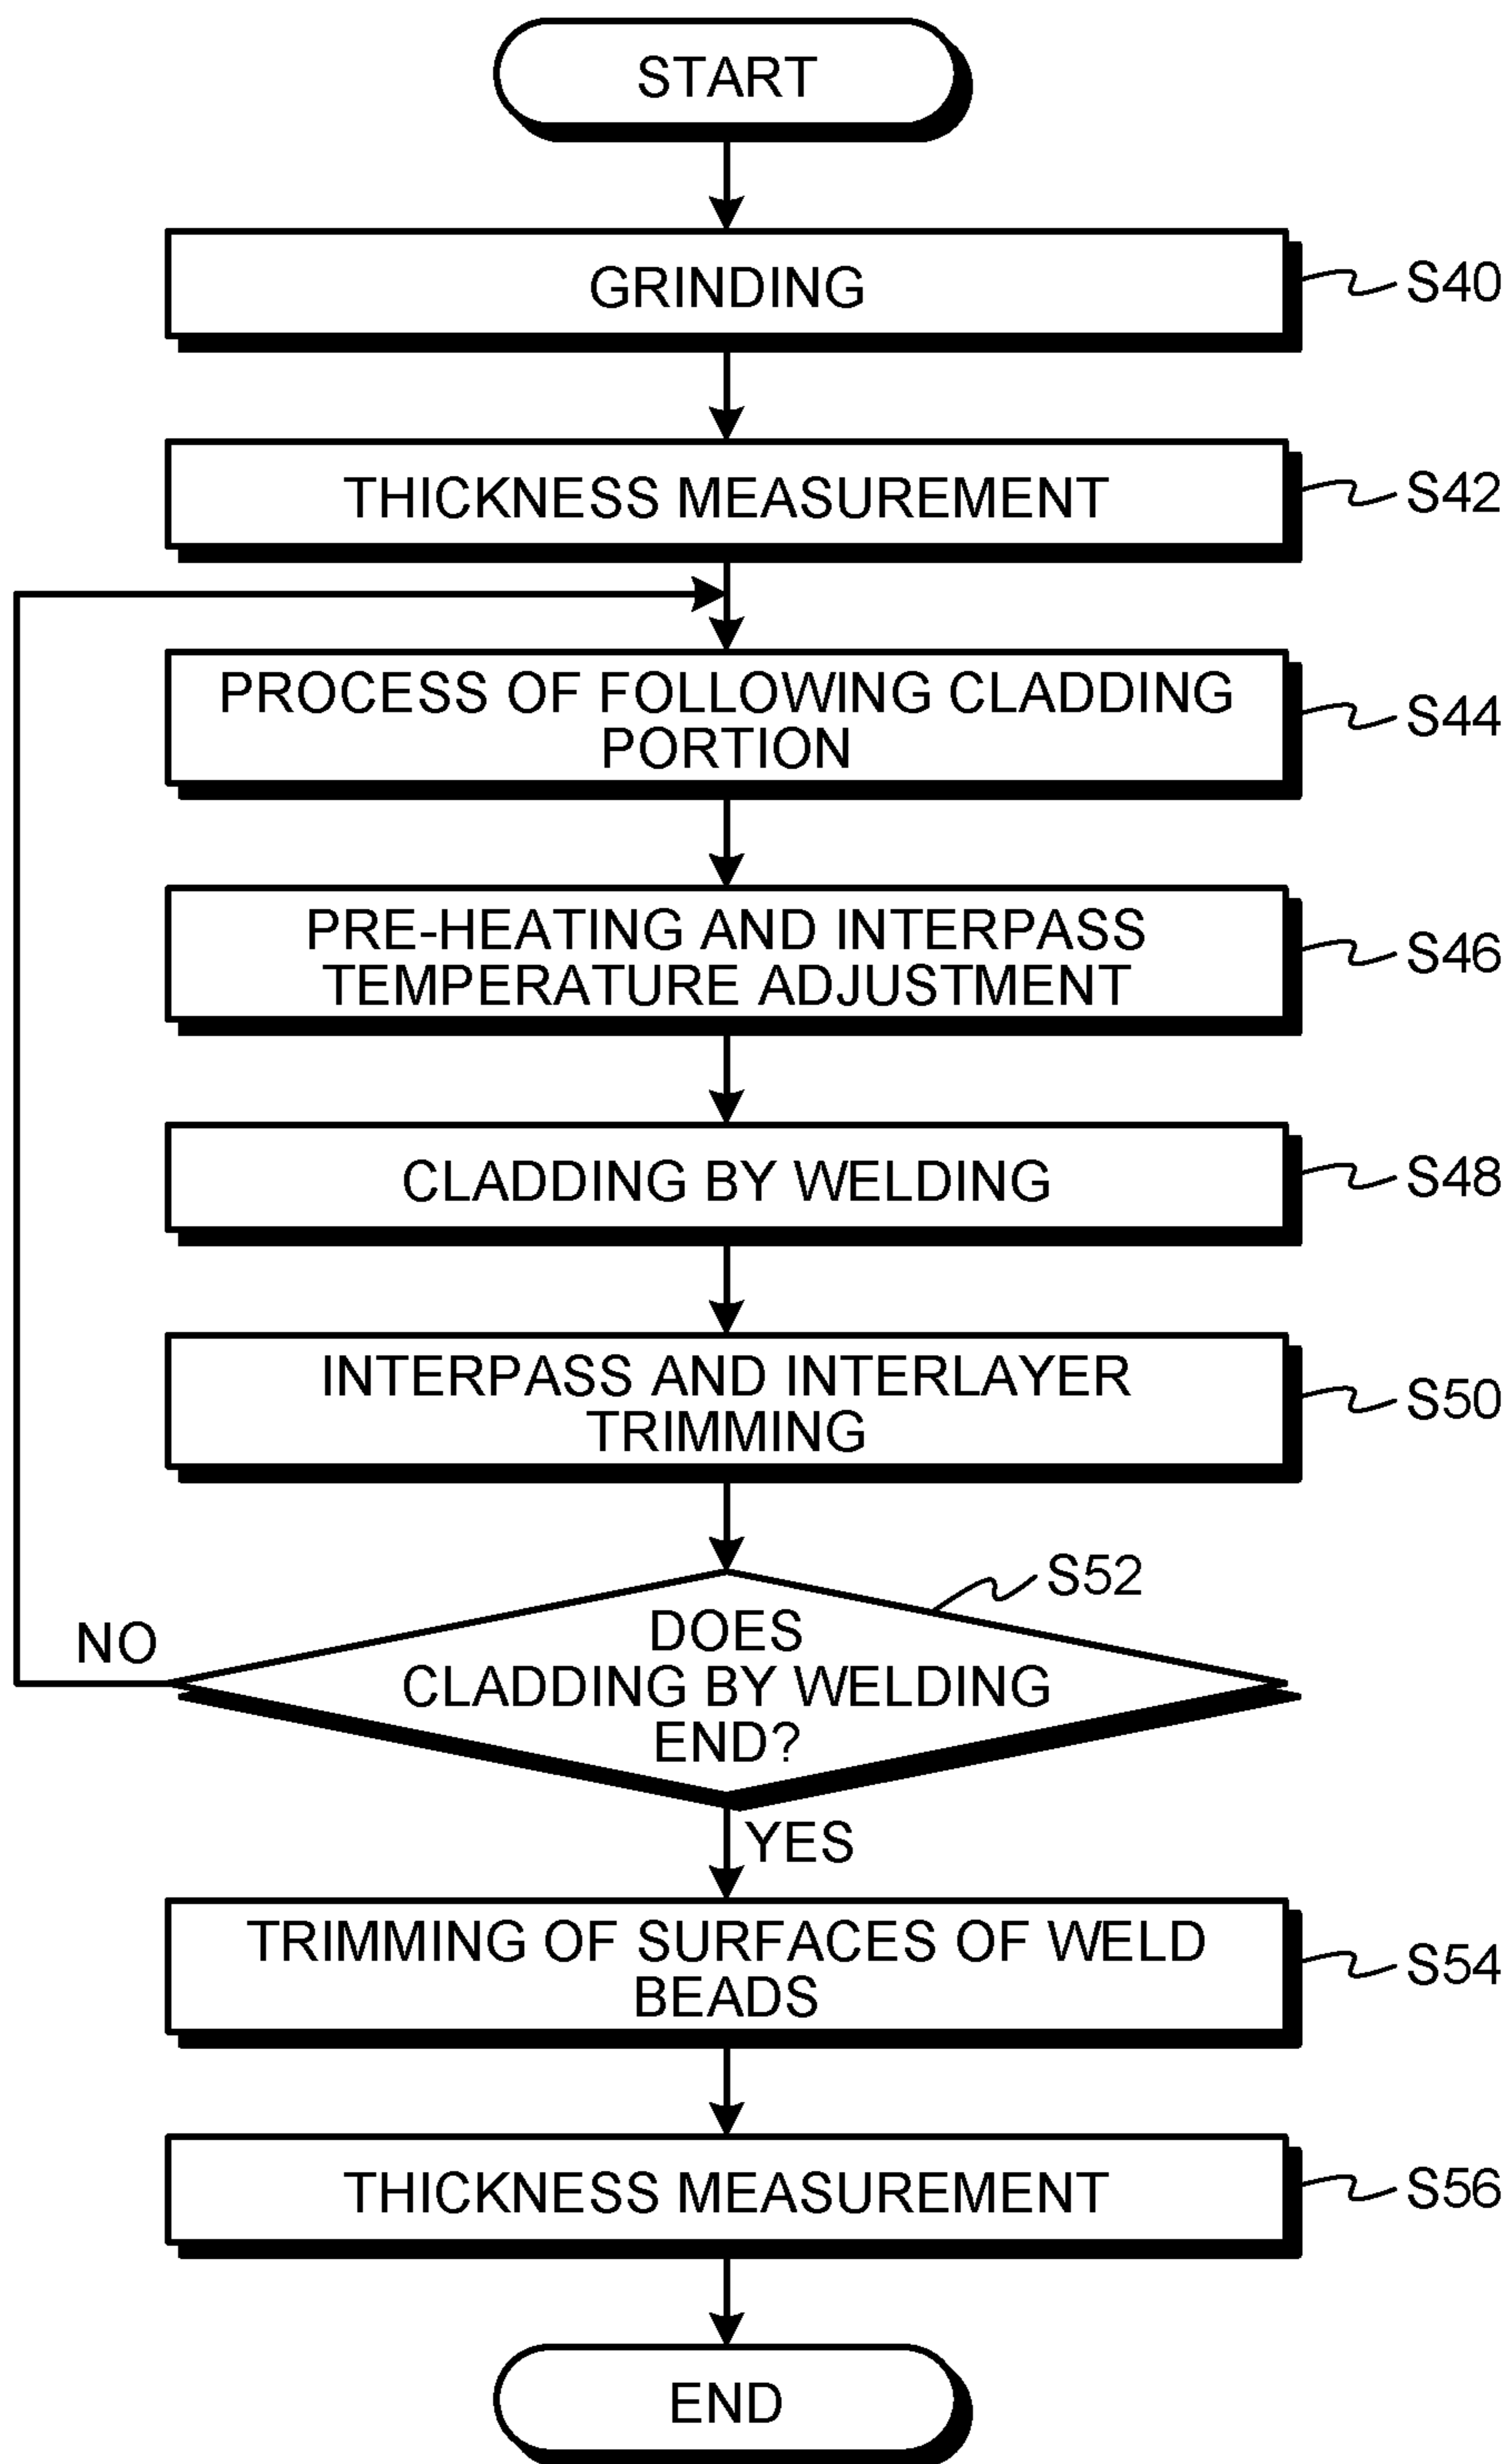 START
GRINDING
S40
THICKNESS MEASUREMENT
S42
PROCESS OF FOLLOWING CLADDING
PORTION
S44
PRE-HEATING AND INTERPASS
TEMPERATURE ADJUSTMENT
S46
CLADDING BY WELDING
S48
INTERPASS AND INTERLAYER
TRIMMING
S50
S52
DOES
CLADDING BY WELDING
END?
NO
YES
TRIMMING OF SURFACES OF WELD
BEADS
S54
THICKNESS MEASUREMENT
S56
END